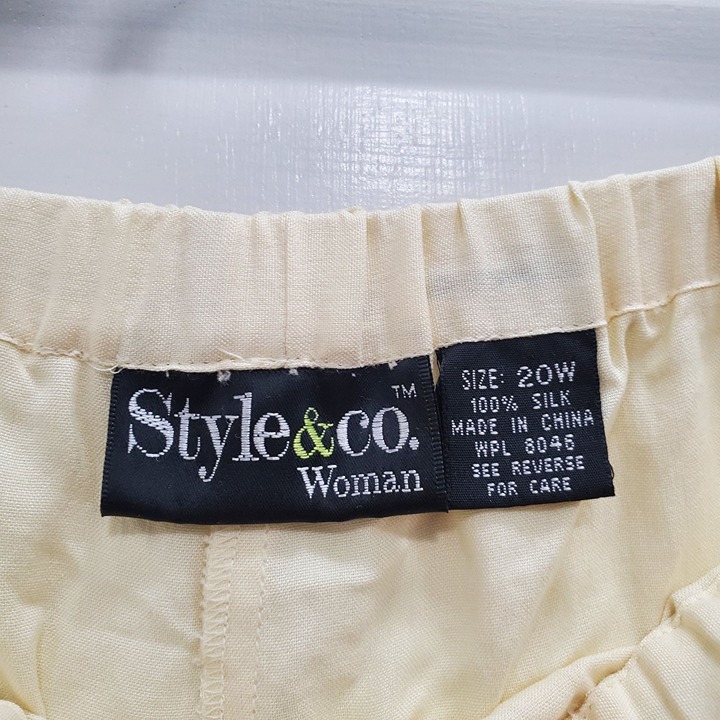 Style&co.™
Woman
SIZE: 20W
100% SILK
MADE IN CHINA
WPL 8046
SEE REVERSE
FOR CARE